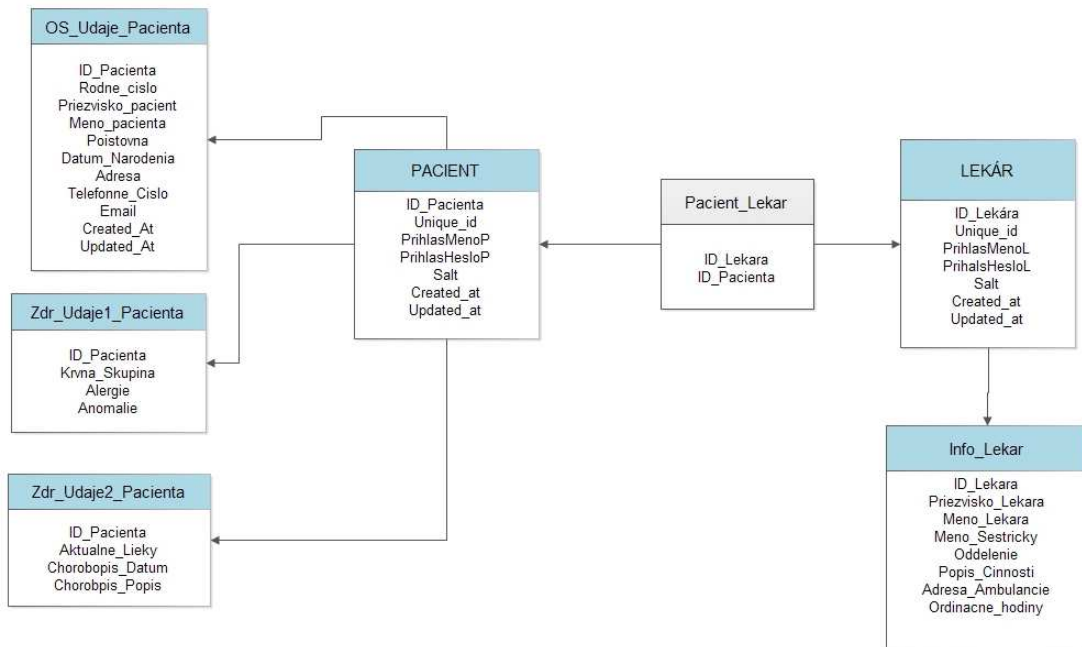 OS_Udaje_Pacienta
ID_Pacienta
Rodne_cislo
Priezvisko_pacient
Meno_pacienta
Poistovna
Datum_Narodenia
Adresa
Telefonne_Cislo
Email
Created_At
Updated_At
Zdr_Udaje1_Pacienta
ID_Pacienta
Krvna_Skupina
Alergie
Anomalie
Zdr_Udaje2_Pacienta
ID_Pacienta
Aktualne_Lieky
Chorobopis_Datum
Chorobpis_Popis
PACIENT
ID_Pacienta
Unique_id
PrihlasMenoP
PrihlasHesloP
Salt
Created_at
Updated_at
Pacient_Lekar
ID_Lekara
ID_Pacienta
LEKÁR
ID_Lekára
Unique_id
PrihlasMenoL
PrihalsHesloL
Salt
Created_at
Updated_at
Info_Lekar
ID_Lekara
Priezvisko_Lekara
Meno_Lekara
Meno_Sestricky
Oddelenie
Popis_Cinnosti
Adresa_Ambulancie
Ordinacne_hodiny